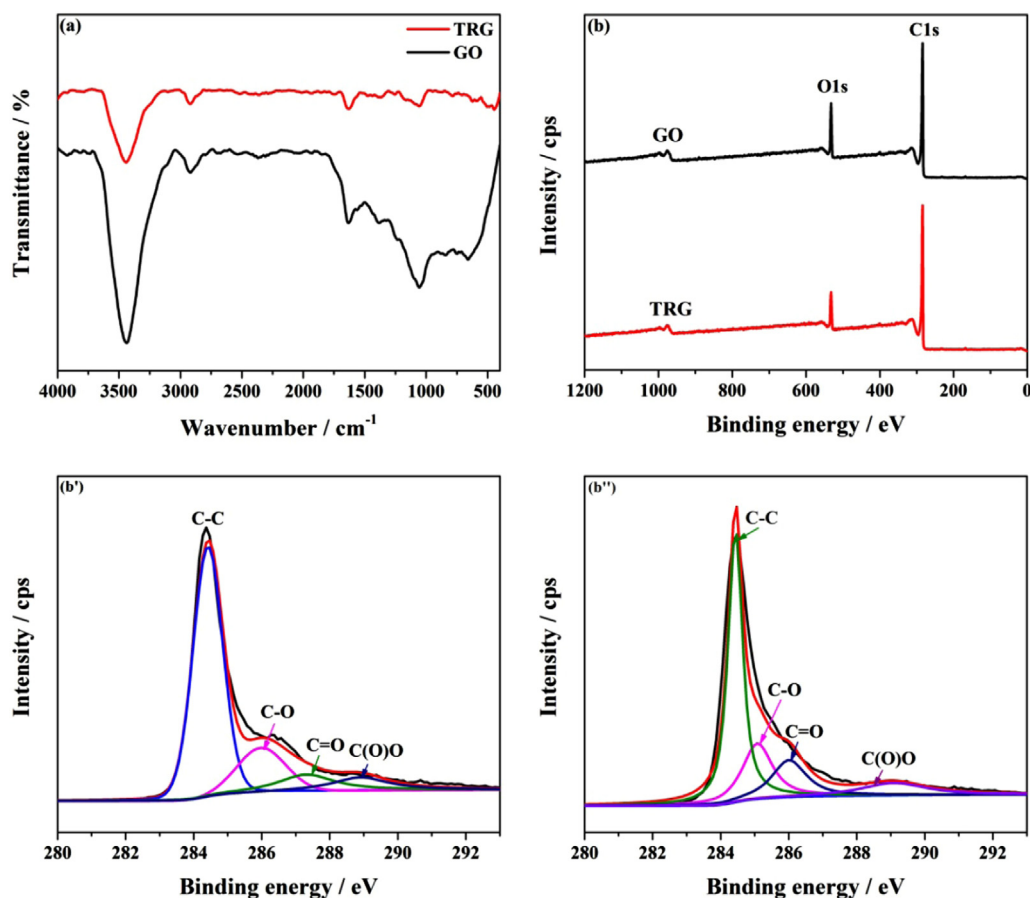 (a)
TRG
GO
Transmittance / %
4000 3500 3000 2500 2000 1500 1000 500
Wavenumber / cm⁻¹
(b)
C1s
O1s
GO
TRG
Intensity / cps
1200 1000 800 600 400 200 0
Binding energy / eV
(b')
C-C
C-O
C=O
C(O)O
Intensity / cps
280 282 284 286 288 290 292
Binding energy / eV
(b'')
C-C
C-O
C=O
C(O)O
Intensity / cps
280 282 284 286 288 290 292
Binding energy / eV